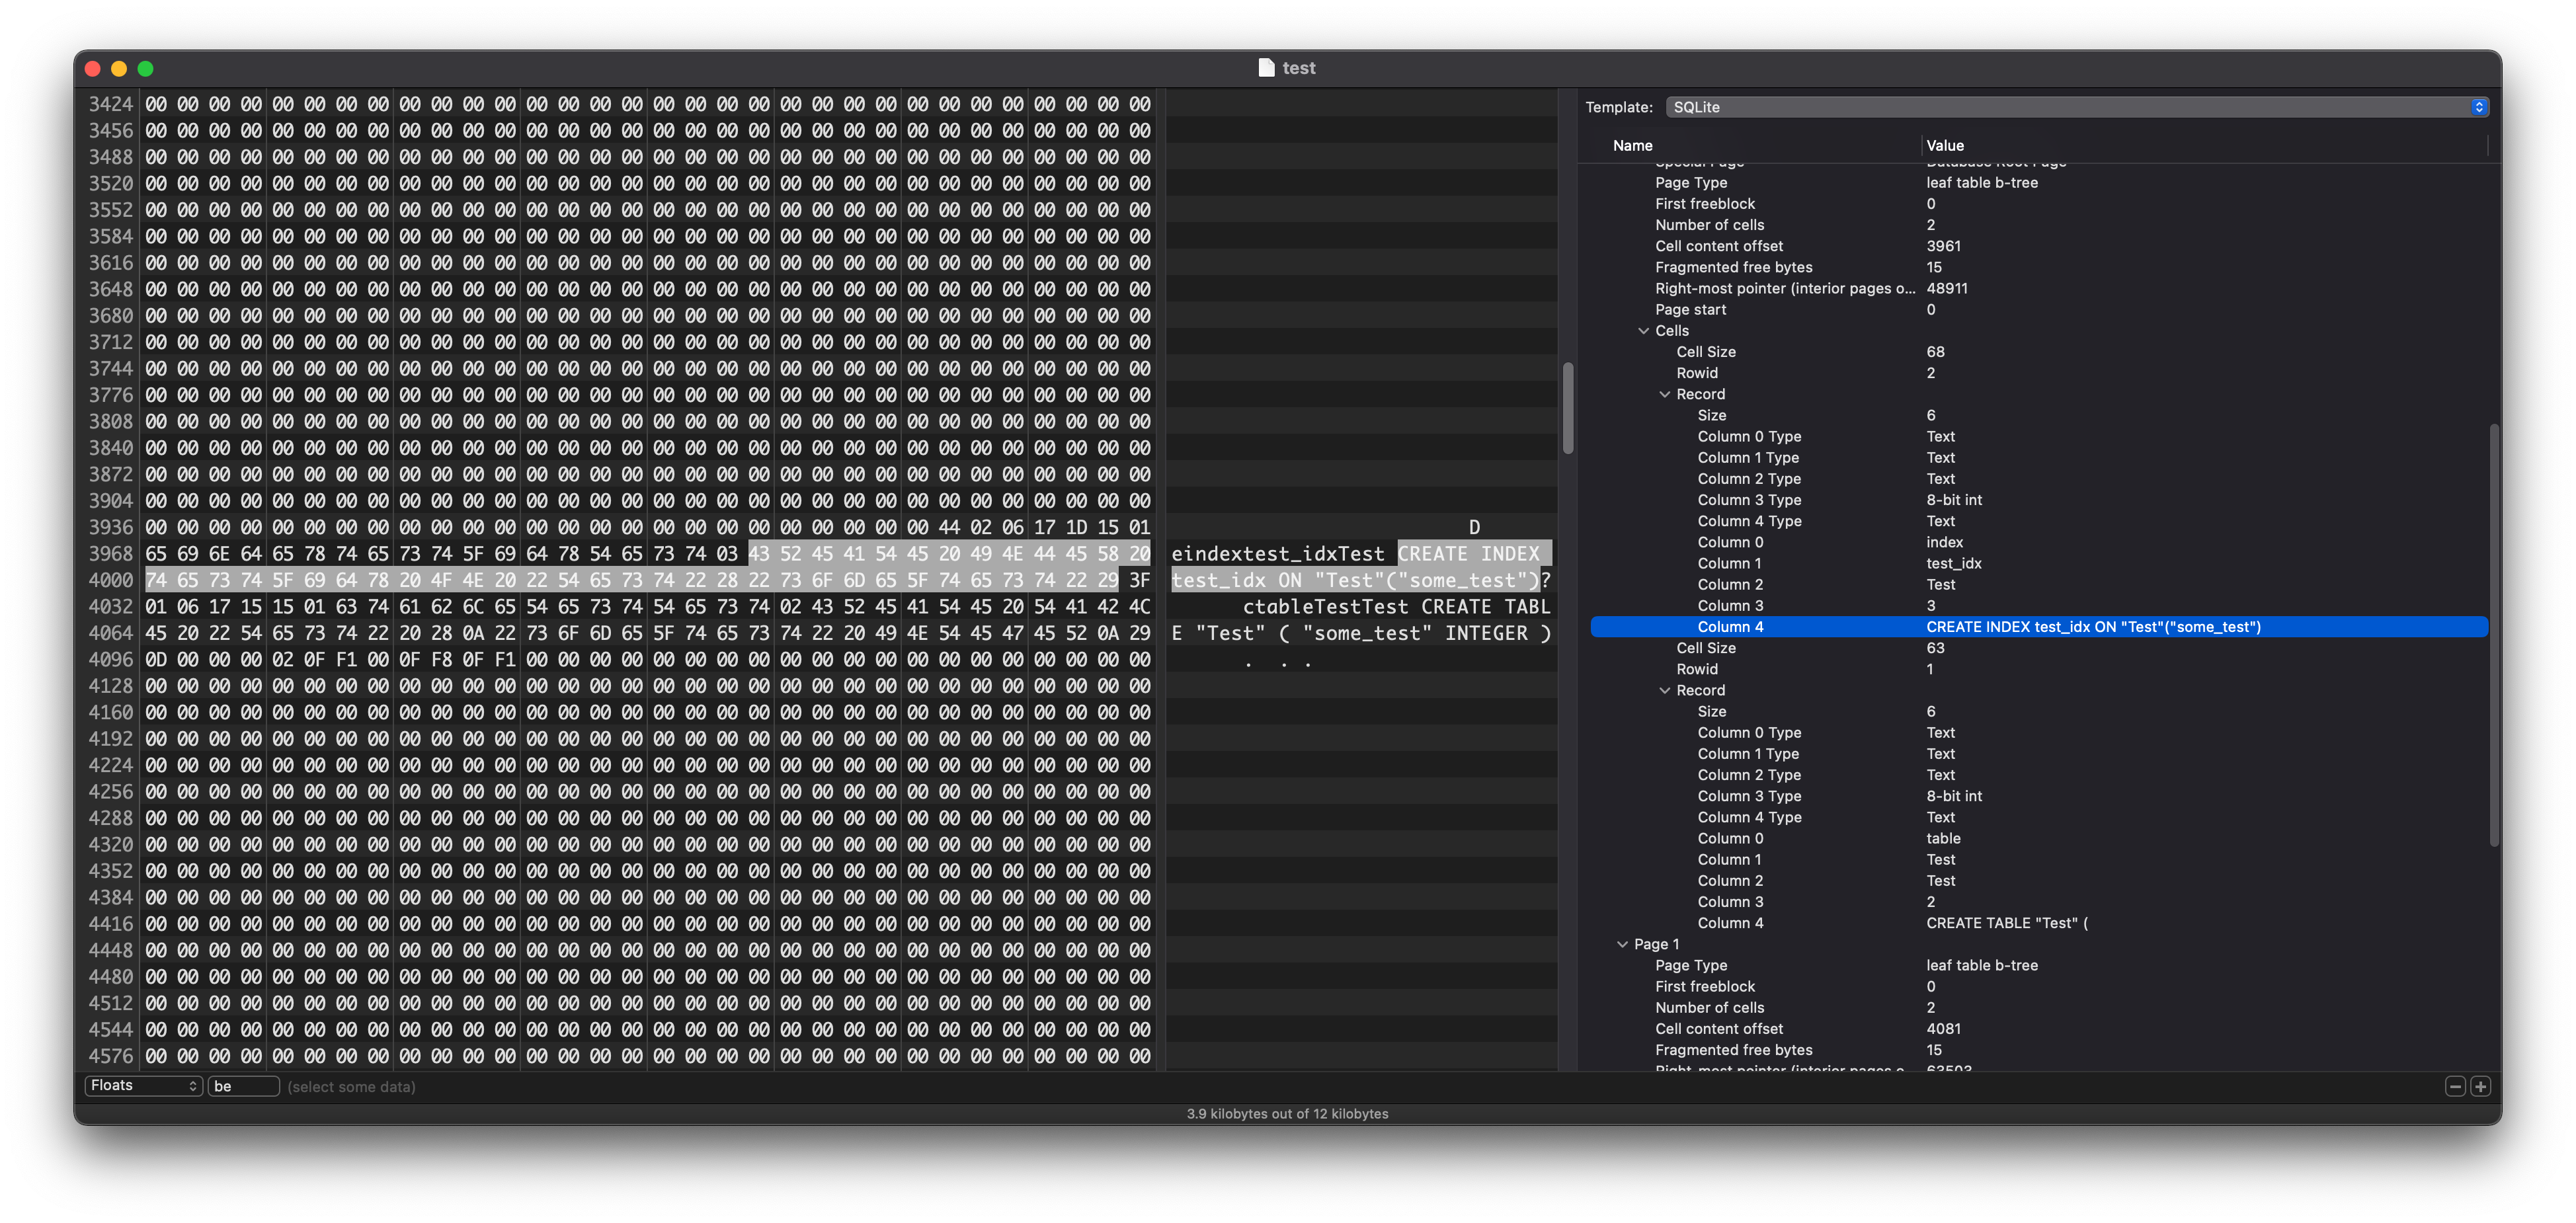 test
3424 00 00 00 00 00 00 00 00 00 00 00 00 00 00 00 00 00 00 00 00 00 00 00 00 00 00 00 00 00 00 00 00
3456 00 00 00 00 00 00 00 00 00 00 00 00 00 00 00 00 00 00 00 00 00 00 00 00 00 00 00 00 00 00 00 00
3488 00 00 00 00 00 00 00 00 00 00 00 00 00 00 00 00 00 00 00 00 00 00 00 00 00 00 00 00 00 00 00 00
3520 00 00 00 00 00 00 00 00 00 00 00 00 00 00 00 00 00 00 00 00 00 00 00 00 00 00 00 00 00 00 00 00
3552 00 00 00 00 00 00 00 00 00 00 00 00 00 00 00 00 00 00 00 00 00 00 00 00 00 00 00 00 00 00 00 00
3584 00 00 00 00 00 00 00 00 00 00 00 00 00 00 00 00 00 00 00 00 00 00 00 00 00 00 00 00 00 00 00 00
3616 00 00 00 00 00 00 00 00 00 00 00 00 00 00 00 00 00 00 00 00 00 00 00 00 00 00 00 00 00 00 00 00
3648 00 00 00 00 00 00 00 00 00 00 00 00 00 00 00 00 00 00 00 00 00 00 00 00 00 00 00 00 00 00 00 00
3680 00 00 00 00 00 00 00 00 00 00 00 00 00 00 00 00 00 00 00 00 00 00 00 00 00 00 00 00 00 00 00 00
3712 00 00 00 00 00 00 00 00 00 00 00 00 00 00 00 00 00 00 00 00 00 00 00 00 00 00 00 00 00 00 00 00
3744 00 00 00 00 00 00 00 00 00 00 00 00 00 00 00 00 00 00 00 00 00 00 00 00 00 00 00 00 00 00 00 00
3776 00 00 00 00 00 00 00 00 00 00 00 00 00 00 00 00 00 00 00 00 00 00 00 00 00 00 00 00 00 00 00 00
3808 00 00 00 00 00 00 00 00 00 00 00 00 00 00 00 00 00 00 00 00 00 00 00 00 00 00 00 00 00 00 00 00
3840 00 00 00 00 00 00 00 00 00 00 00 00 00 00 00 00 00 00 00 00 00 00 00 00 00 00 00 00 00 00 00 00
3872 00 00 00 00 00 00 00 00 00 00 00 00 00 00 00 00 00 00 00 00 00 00 00 00 00 00 00 00 00 00 00 00
3904 00 00 00 00 00 00 00 00 00 00 00 00 00 00 00 00 00 00 00 00 00 00 00 00 00 00 00 00 00 00 00 00
3936 00 00 00 00 00 00 00 00 00 00 00 00 00 00 00 00 00 00 00 00 00 00 00 00 00 44 02 06 17 1D 15 01 D
3968 65 69 6E 64 65 78 74 65 73 74 5F 69 64 78 54 65 73 74 03 43 52 45 41 54 45 20 49 4E 44 45 58 20 eindextest_idxTest CREATE INDEX
4000 74 65 73 74 5F 69 64 78 20 4F 4E 20 22 54 65 73 74 22 28 22 73 6F 6D 65 5F 74 65 73 74 22 29 3F test_idx ON "Test"("some_test")?
4032 01 06 17 15 15 01 63 74 61 62 6C 65 54 65 73 74 54 65 73 74 02 43 52 45 41 54 45 20 54 41 42 4C ctableTestTest CREATE TABL
4064 45 20 22 54 65 73 74 22 20 28 0A 22 73 6F 6D 65 5F 74 65 73 74 22 20 49 4E 54 45 47 45 52 0A 29 E "Test" ( "some_test" INTEGER )
4096 0D 00 00 00 02 0F F1 00 0F F8 0F F1 00 00 00 00 00 00 00 00 00 00 00 00 00 00 00 00 00 00 00 00 . . .
4128 00 00 00 00 00 00 00 00 00 00 00 00 00 00 00 00 00 00 00 00 00 00 00 00 00 00 00 00 00 00 00 00
4160 00 00 00 00 00 00 00 00 00 00 00 00 00 00 00 00 00 00 00 00 00 00 00 00 00 00 00 00 00 00 00 00
4192 00 00 00 00 00 00 00 00 00 00 00 00 00 00 00 00 00 00 00 00 00 00 00 00 00 00 00 00 00 00 00 00
4224 00 00 00 00 00 00 00 00 00 00 00 00 00 00 00 00 00 00 00 00 00 00 00 00 00 00 00 00 00 00 00 00
4256 00 00 00 00 00 00 00 00 00 00 00 00 00 00 00 00 00 00 00 00 00 00 00 00 00 00 00 00 00 00 00 00
4288 00 00 00 00 00 00 00 00 00 00 00 00 00 00 00 00 00 00 00 00 00 00 00 00 00 00 00 00 00 00 00 00
4320 00 00 00 00 00 00 00 00 00 00 00 00 00 00 00 00 00 00 00 00 00 00 00 00 00 00 00 00 00 00 00 00
4352 00 00 00 00 00 00 00 00 00 00 00 00 00 00 00 00 00 00 00 00 00 00 00 00 00 00 00 00 00 00 00 00
4384 00 00 00 00 00 00 00 00 00 00 00 00 00 00 00 00 00 00 00 00 00 00 00 00 00 00 00 00 00 00 00 00
4416 00 00 00 00 00 00 00 00 00 00 00 00 00 00 00 00 00 00 00 00 00 00 00 00 00 00 00 00 00 00 00 00
4448 00 00 00 00 00 00 00 00 00 00 00 00 00 00 00 00 00 00 00 00 00 00 00 00 00 00 00 00 00 00 00 00
4480 00 00 00 00 00 00 00 00 00 00 00 00 00 00 00 00 00 00 00 00 00 00 00 00 00 00 00 00 00 00 00 00
4512 00 00 00 00 00 00 00 00 00 00 00 00 00 00 00 00 00 00 00 00 00 00 00 00 00 00 00 00 00 00 00 00
4544 00 00 00 00 00 00 00 00 00 00 00 00 00 00 00 00 00 00 00 00 00 00 00 00 00 00 00 00 00 00 00 00
4576 00 00 00 00 00 00 00 00 00 00 00 00 00 00 00 00 00 00 00 00 00 00 00 00 00 00 00 00 00 00 00 00
Template: SQLite
Name Value
Special Page Database Root Page
Page Type leaf table b-tree
First freeblock 0
Number of cells 2
Cell content offset 3961
Fragmented free bytes 15
Right-most pointer (interior pages o... 48911
Page start 0
Cells
Cell Size 68
Rowid 2
Record
Size 6
Column 0 Type Text
Column 1 Type Text
Column 2 Type Text
Column 3 Type 8-bit int
Column 4 Type Text
Column 0 index
Column 1 test_idx
Column 2 Test
Column 3 3
Column 4 CREATE INDEX test_idx ON "Test"("some_test")
Cell Size 63
Rowid 1
Record
Size 6
Column 0 Type Text
Column 1 Type Text
Column 2 Type Text
Column 3 Type 8-bit int
Column 4 Type Text
Column 0 table
Column 1 Test
Column 2 Test
Column 3 2
Column 4 CREATE TABLE "Test" (
Page 1
Page Type leaf table b-tree
First freeblock 0
Number of cells 2
Cell content offset 4081
Fragmented free bytes 15
Right-most pointer (interior pages o... 63503
Floats be (select some data)
3.9 kilobytes out of 12 kilobytes